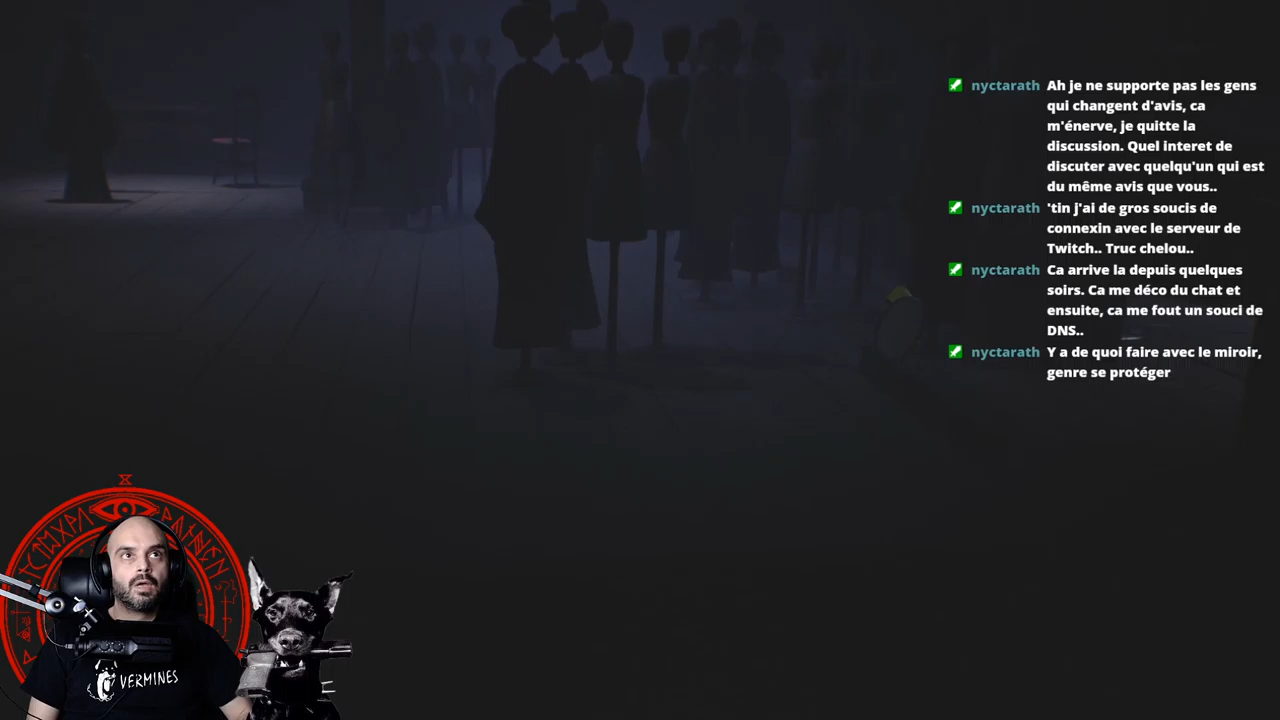 nyctarath Ah je ne supporte pas les gens
qui changent d'avis, ca
m'énerve, je quitte la
discussion. Quel interet de
discuter avec quelqu'un qui est
du même avis que vous..
nyctarath 'tin j'ai de gros soucis de
connexin avec le serveur de
Twitch.. Truc chelou..
nyctarath Ca arrive la depuis quelques
soirs. Ca me déco du chat et
ensuite, ca me fout un souci de
DNS..
nyctarath Y a de quoi faire avec le miroir,
genre se protéger
VERMINES